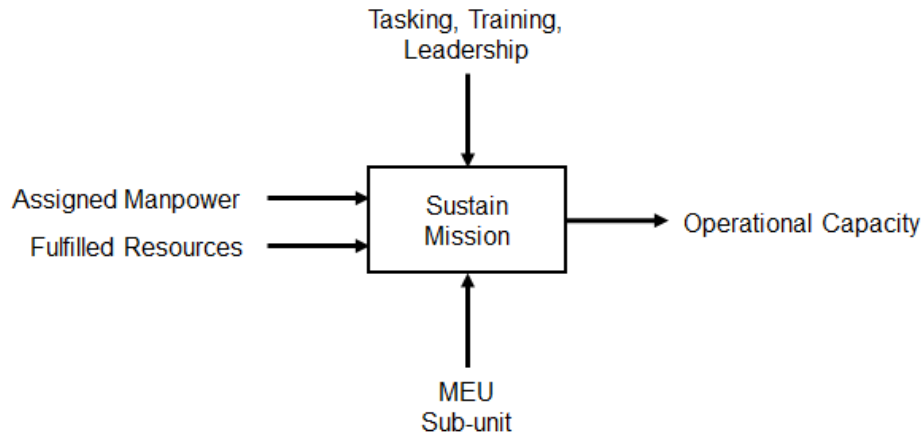 Tasking, Training,
Leadership
Assigned Manpower
Fulfilled Resources
Sustain
Mission
Operational Capacity
MEU
Sub-unit